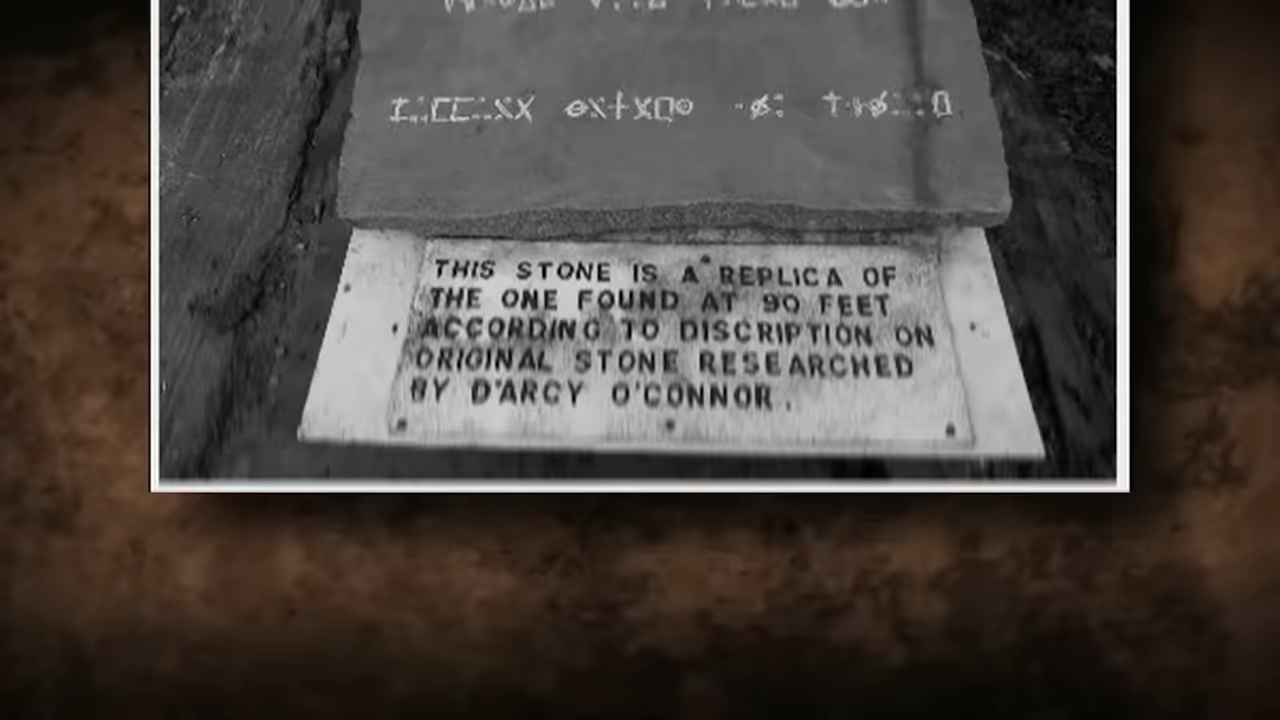 THIS STONE IS A REPLICA OF
THE ONE FOUND AT 90 FEET
ACCORDING TO DISCRIPTION ON
ORIGINAL STONE RESEARCHED
BY D'ARCY O'CONNOR.